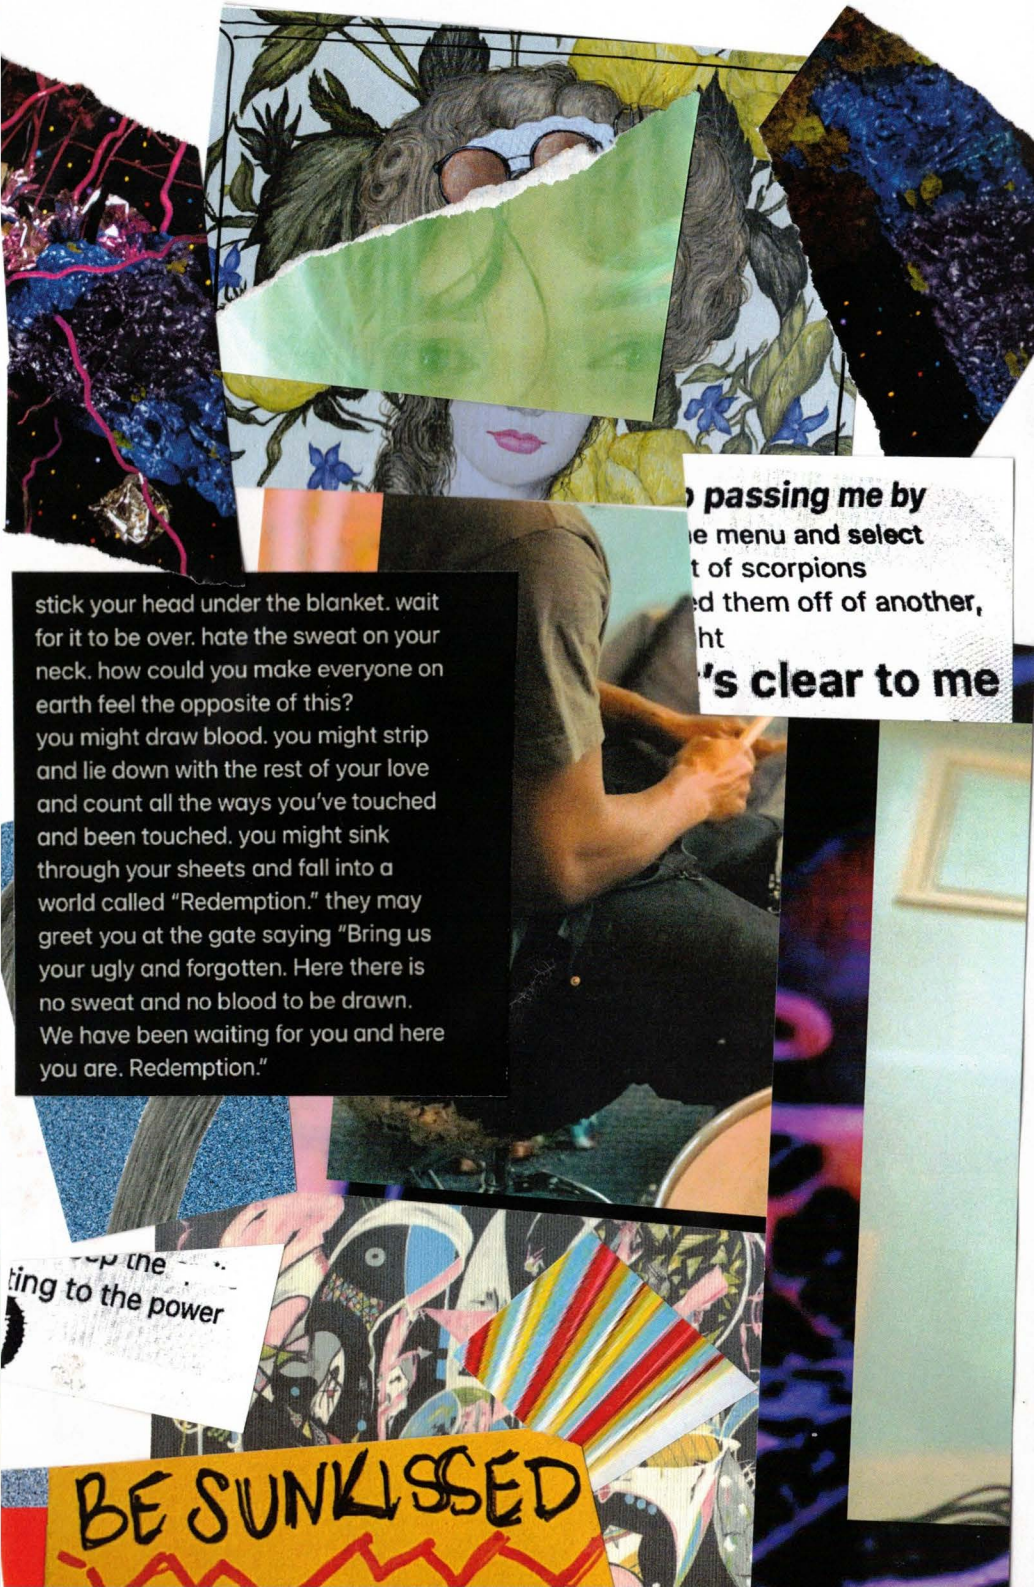 passing me by
menu and select
of scorpions
them off of another,
's clear to me
stick your head under the blanket. wait
for it to be over. hate the sweat on your
neck. how could you make everyone on
earth feel the opposite of this?
you might draw blood. you might strip
and lie down with the rest of your love
and count all the ways you've touched
and been touched. you might sink
through your sheets and fall into a
world called “Redemption.” they may
greet you at the gate saying “Bring us
your ugly and forgotten. Here there is
no sweat and no blood to be drawn.
We have been waiting for you and here
you are. Redemption.”
the
ting to the power
BE SUNKISSED